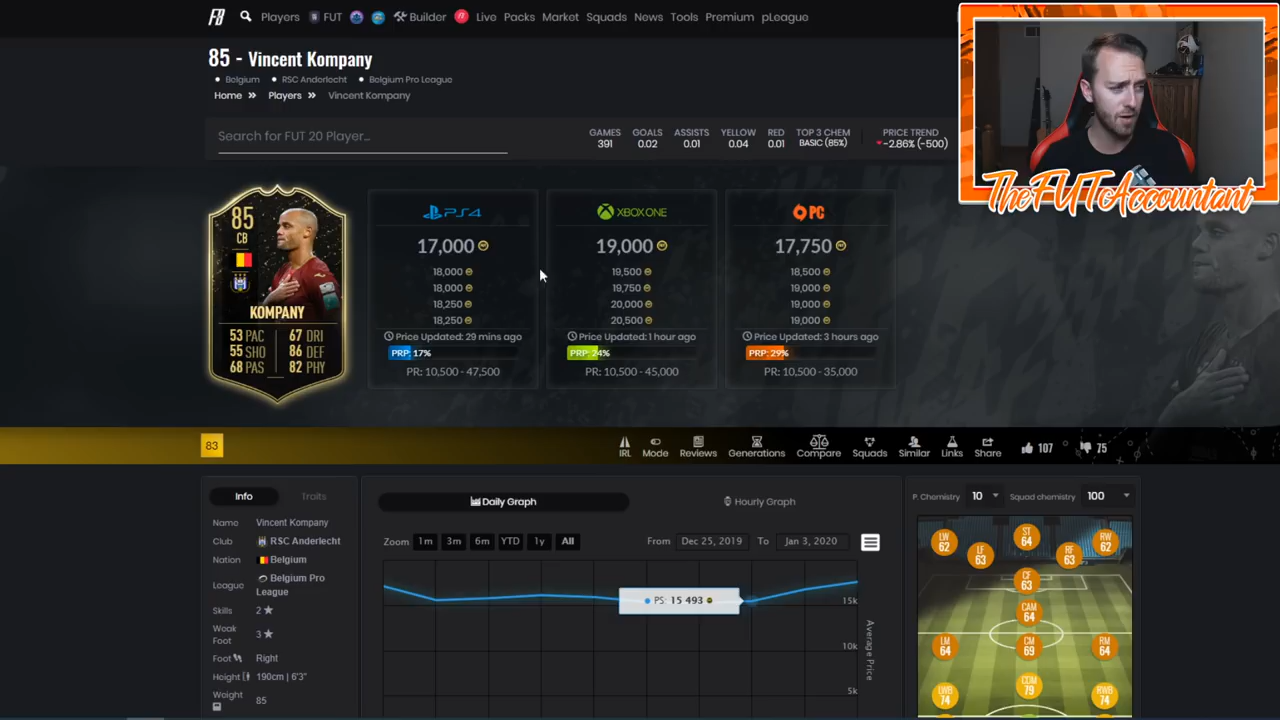 FB Players FUT Builder Live Packs Market Squads News Tools Premium pLeague
85 - Vincent Kompany
Belgium RSC Anderlecht Belgium Pro League
Home » Players » Vincent Kompany
Search for FUT 20 Player...
GAMES GOALS ASSISTS YELLOW RED TOP 3 CHEM PRICE TREND
391 0.02 0.01 0.04 0.01 BASIC (85%) -2.86% (-500)
TheFUTAccountant
85
CB
KOMPANY
53 PAC 67 DRI
55 SHO 86 DEF
68 PAS 82 PHY
PS4
17,000
18,000
18,000
18,250
18,250
Price Updated: 29 mins ago
PRP: 17%
PR: 10,500 - 47,500
XBOX ONE
19,000
19,500
19,750
20,000
20,500
Price Updated: 1 hour ago
PRP: 24%
PR: 10,500 - 45,000
PC
17,750
18,500
19,000
19,000
19,000
Price Updated: 3 hours ago
PRP: 29%
PR: 10,500 - 35,000
83
IRL Mode Reviews Generations Compare Squads Similar Links Share 107 75
Info Traits
Name Vincent Kompany
Club RSC Anderlecht
Nation Belgium
League Belgium Pro League
Skills 2
Weak Foot 3
Foot Right
Height 190cm | 6'3"
Weight 85
Daily Graph Hourly Graph
Zoom 1m 3m 6m YTD 1y All From Dec 25, 2019 To Jan 3, 2020
PS: 15 493
15k
10k
5k
Average Price
P. Chemistry 10 Squad chemistry 100
ST
64
LW
62
RW
62
LF
63
RF
63
CF
63
CAM
64
LM
64
CM
69
RM
64
CDM
79
LWB
74
RWB
74